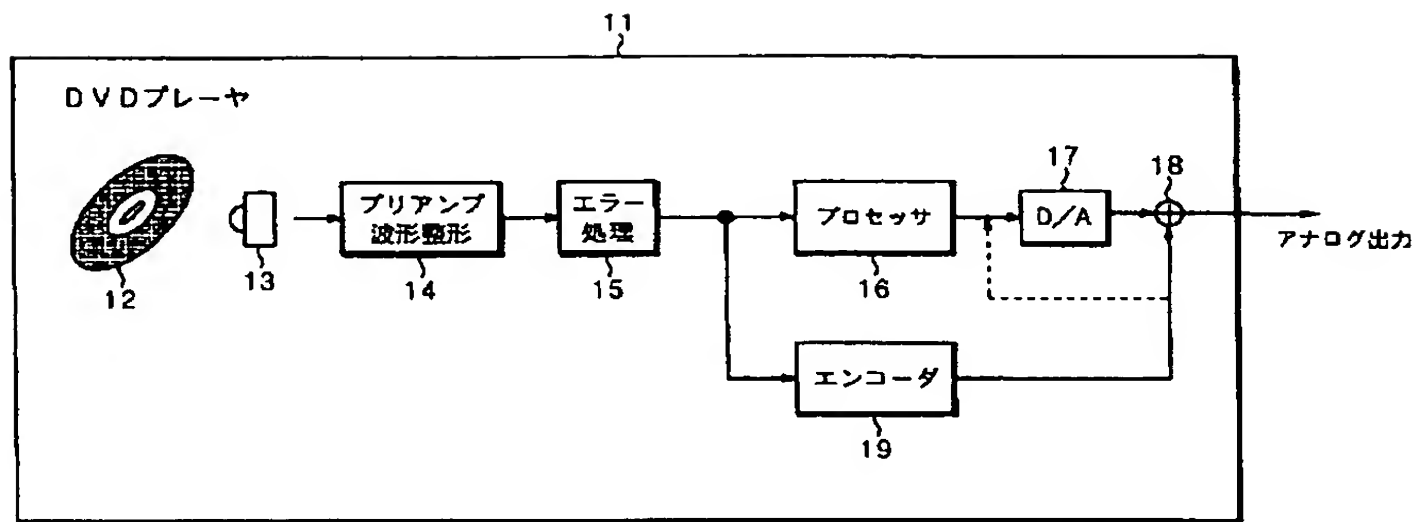 11
DVDプレーヤ
12
13
プリアンプ
波形整形
14
エラー
処理
15
プロセッサ
16
17
D/A
18
アナログ出力
エンコーダ
19